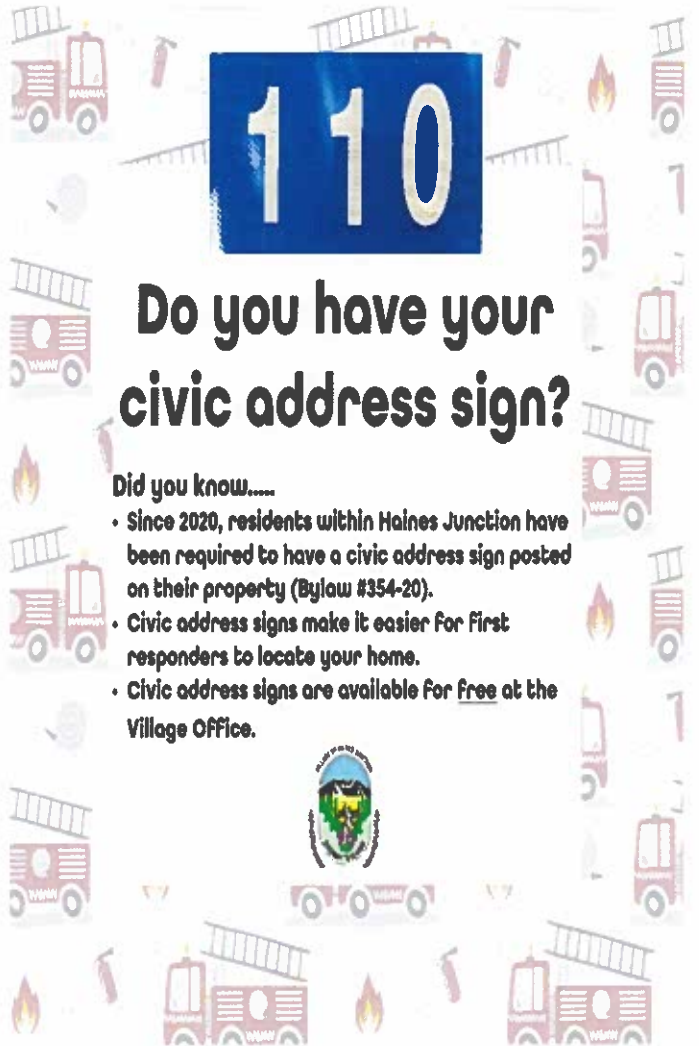 110
Do you have your
civic address sign?
Did you know.....
• Since 2020, residents within Haines Junction have
been required to have a civic address sign posted
on their property (Bylaw #354-20).
• Civic address signs make it easier for first
responders to locate your home.
• Civic address signs are available for free at the
Village Office.